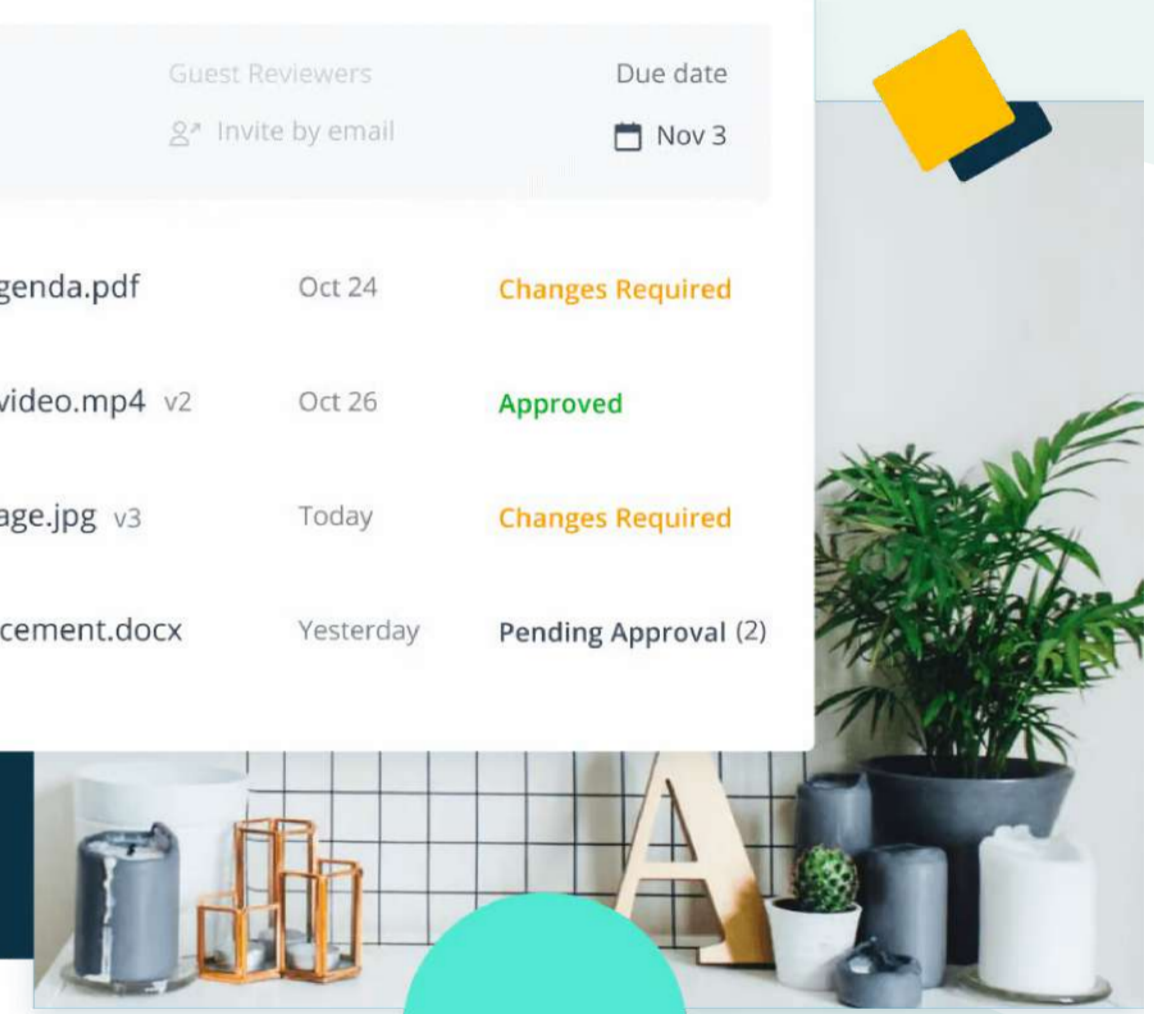 Guest Reviewers
Due date
Invite by email
Nov 3
genda.pdf
Oct 24
Changes Required
video.mp4 v2
Oct 26
Approved
age.jpg v3
Today
Changes Required
cement.docx
Yesterday
Pending Approval (2)
A